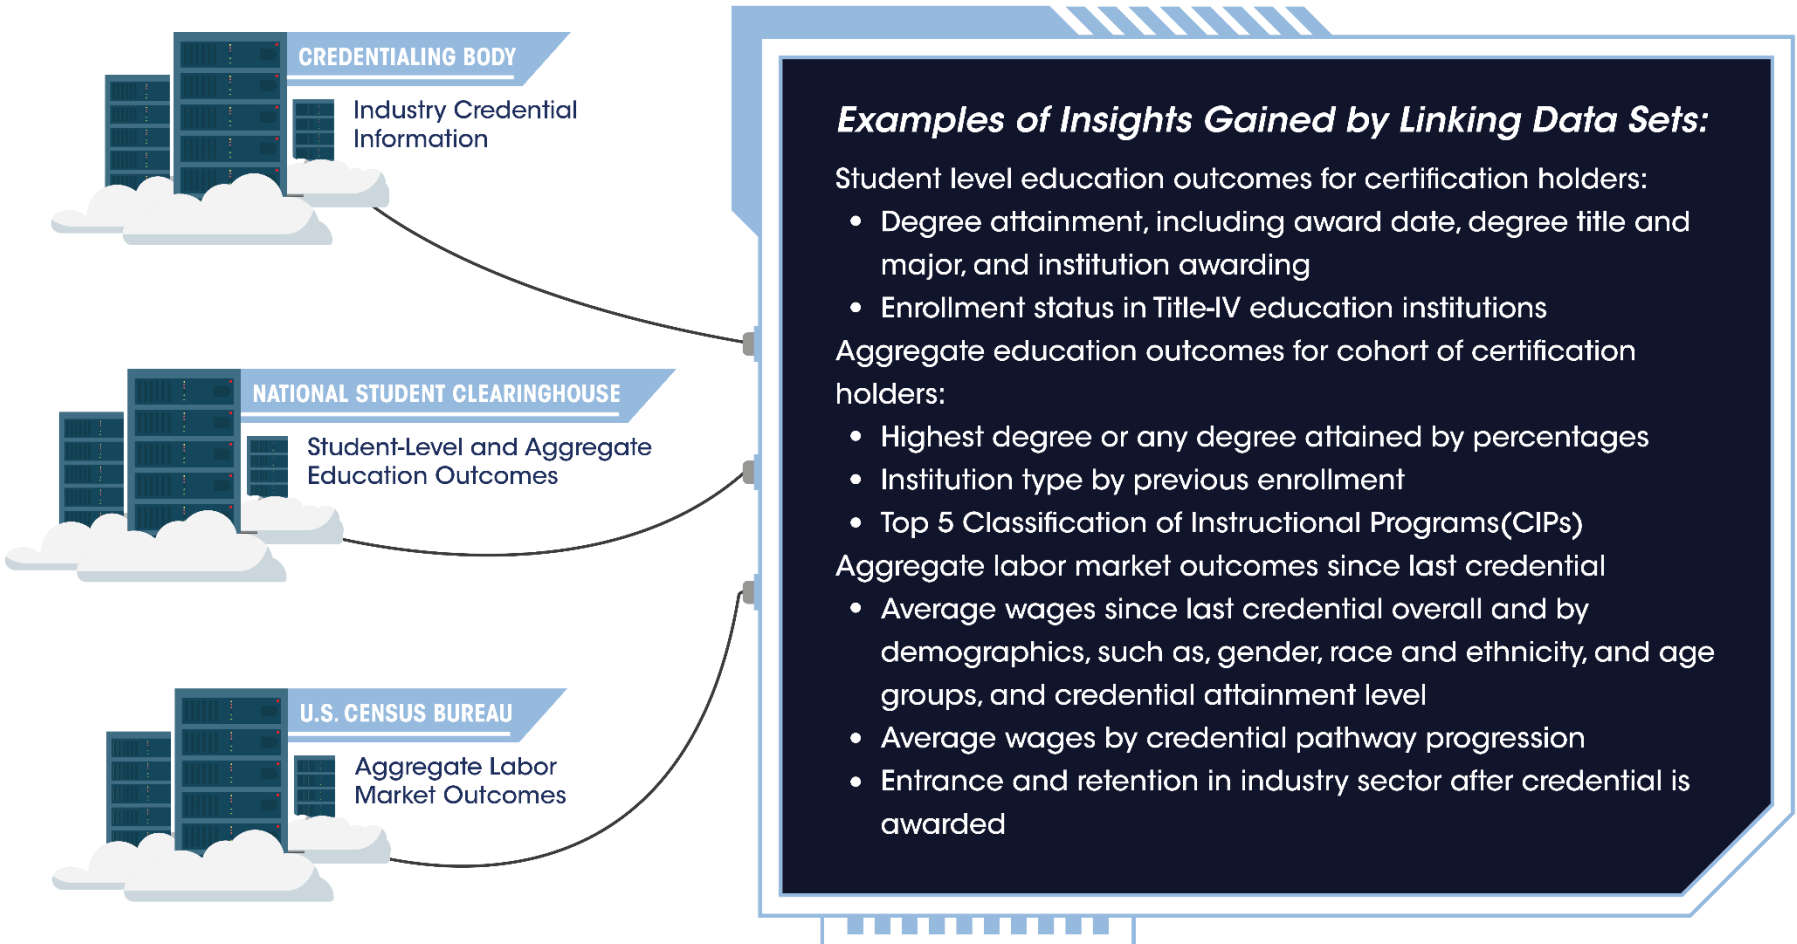 CREDENTIALING BODY
Industry Credential
Information
NATIONAL STUDENT CLEARINGHOUSE
Student-Level and Aggregate
Education Outcomes
U.S. CENSUS BUREAU
Aggregate Labor
Market Outcomes
Examples of Insights Gained by Linking Data Sets:
Student level education outcomes for certification holders:
• Degree attainment, including award date, degree title and
major, and institution awarding
• Enrollment status in Title-IV education institutions
Aggregate education outcomes for cohort of certification
holders:
• Highest degree or any degree attained by percentages
• Institution type by previous enrollment
• Top 5 Classification of Instructional Programs(CIPs)
Aggregate labor market outcomes since last credential
• Average wages since last credential overall and by
demographics, such as, gender, race and ethnicity, and age
groups, and credential attainment level
• Average wages by credential pathway progression
• Entrance and retention in industry sector after credential is
awarded